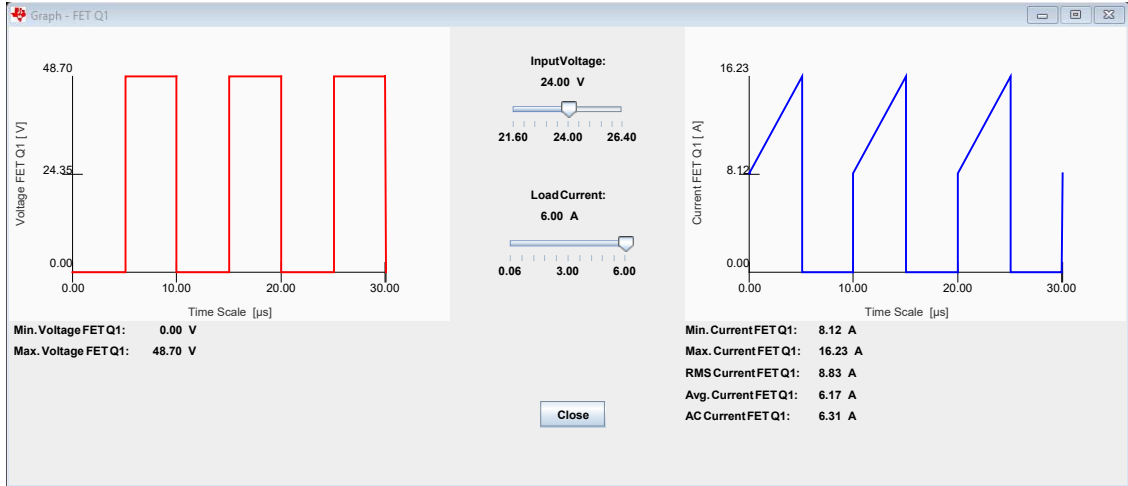 Graph - FET Q1
48.70
24.35
0.00
Voltage FET Q1 [ V]
0.00 10.00 20.00 30.00
Time Scale [µs]
Min. Voltage FET Q1: 0.00 V
Max. Voltage FET Q1: 48.70 V
Input Voltage:
24.00 V
21.60 24.00 26.40
Load Current:
6.00 A
0.06 3.00 6.00
Close
16.23
8.12
0.00
Current FET Q1 [ A]
0.00 10.00 20.00 30.00
Time Scale [µs]
Min. Current FET Q1: 8.12 A
Max. Current FET Q1: 16.23 A
RMS Current FET Q1: 8.83 A
Avg. Current FET Q1: 6.17 A
AC Current FET Q1: 6.31 A